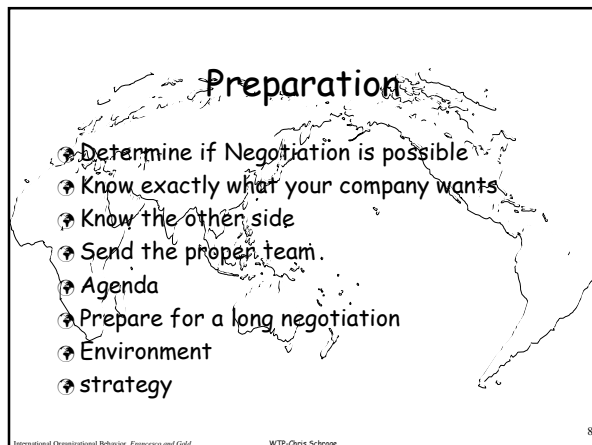 Preparation
Determine if Negotiation is possible
Know exactly what your company wants
Know the other side
Send the proper team.
Agenda
Prepare for a long negotiation
Environment
strategy
International Organizational Behavior, Francesco and Gold
WTP-Chris Schrage
8